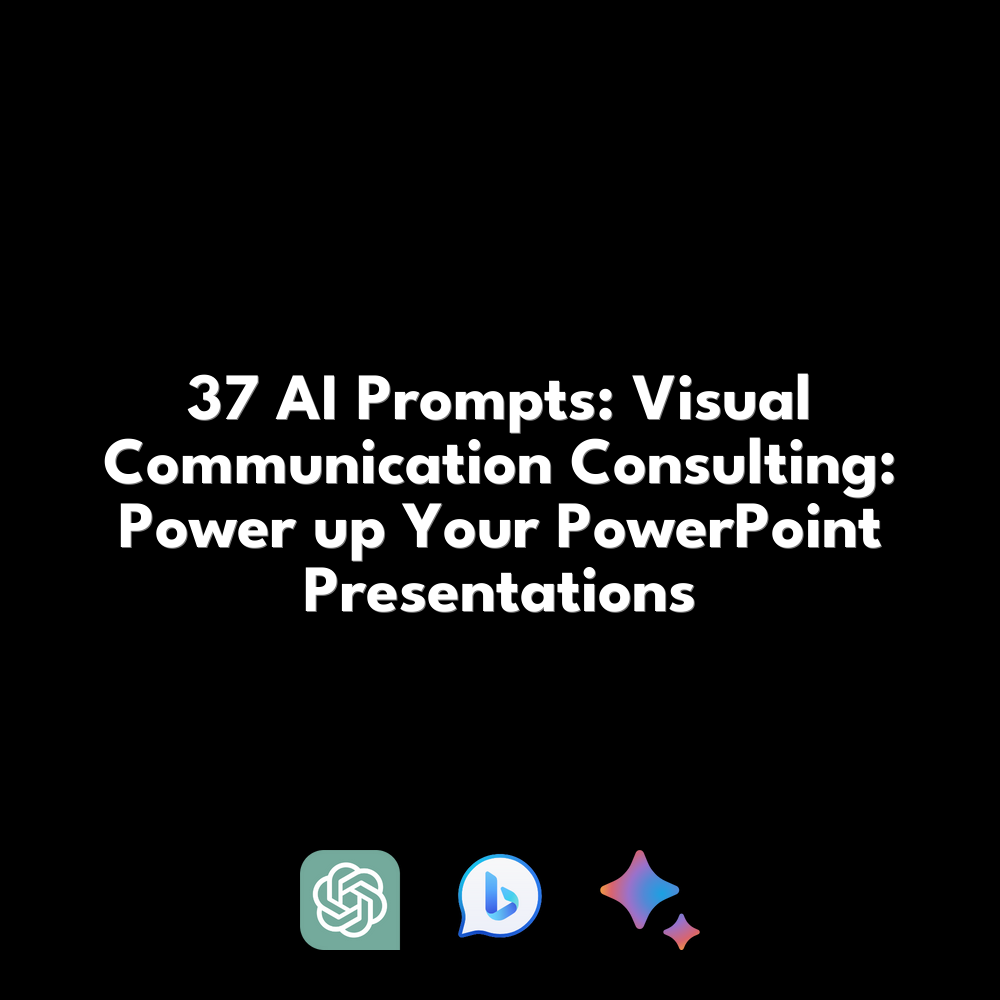 37 AI Prompts: Visual
Communication Consulting:
Power up Your PowerPoint
Presentations